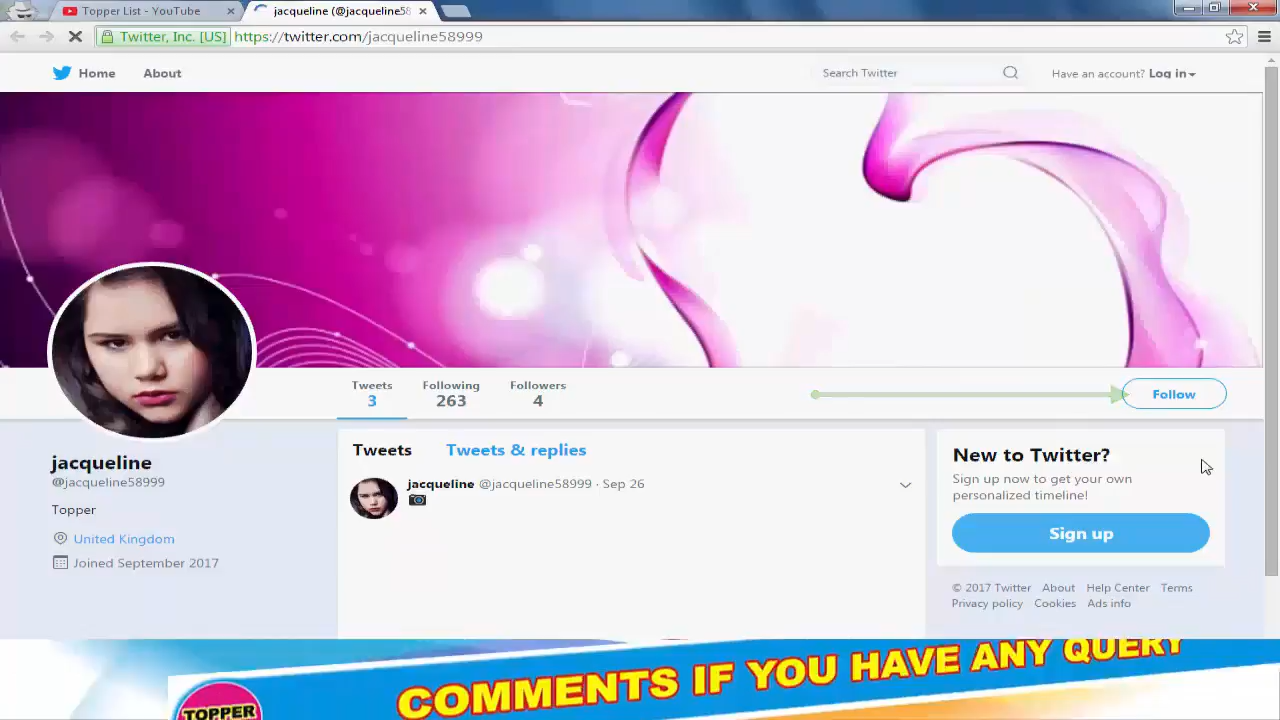 Topper List - YouTube
jacqueline (@jacqueline58
Twitter, Inc. [US] https://twitter.com/jacqueline58999
Home About
Search Twitter
Have an account? Log in
Tweets Following Followers
3 263 4
Follow
jacqueline
@jacqueline58999
Topper
United Kingdom
Joined September 2017
Tweets Tweets & replies
jacqueline @jacqueline58999 · Sep 26
New to Twitter?
Sign up now to get your own
personalized timeline!
Sign up
© 2017 Twitter About Help Center Terms
Privacy policy Cookies Ads info
COMMENTS IF YOU HAVE ANY QUERY
TOPPER